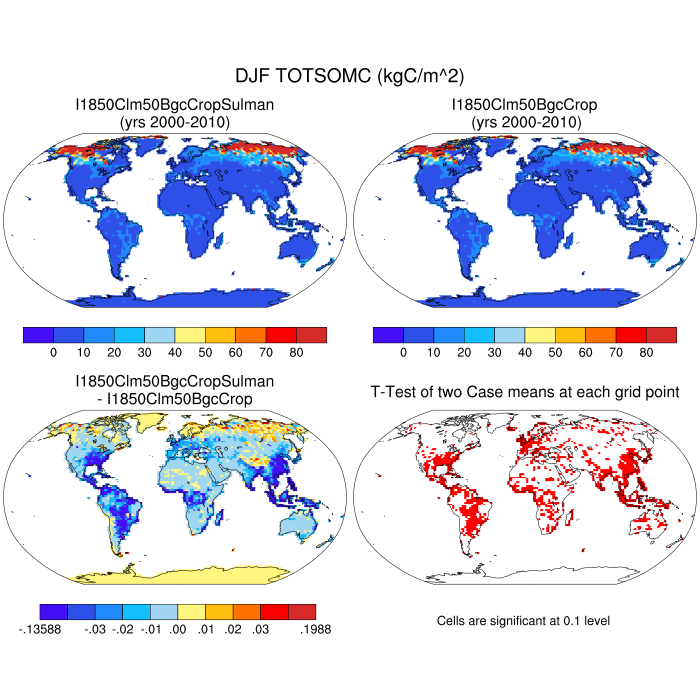 DJF TOTSOMC (kgC/m^2)
I1850Clm50BgcCropSulman
(yrs 2000-2010)
I1850Clm50BgcCrop
(yrs 2000-2010)
0 10 20 30 40 50 60 70 80
0 10 20 30 40 50 60 70 80
I1850Clm50BgcCropSulman
- I1850Clm50BgcCrop
T-Test of two Case means at each grid point
-.13588 -.03 -.02 -.01 .00 .01 .02 .03 .1988
Cells are significant at 0.1 level